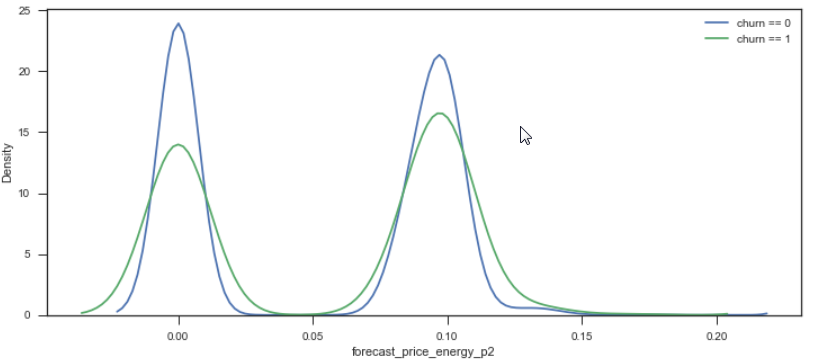 25
20
15
10
5
0
Density
churn == 0
churn == 1
0.00 0.05 0.10 0.15 0.20
forecast_price_energy_p2